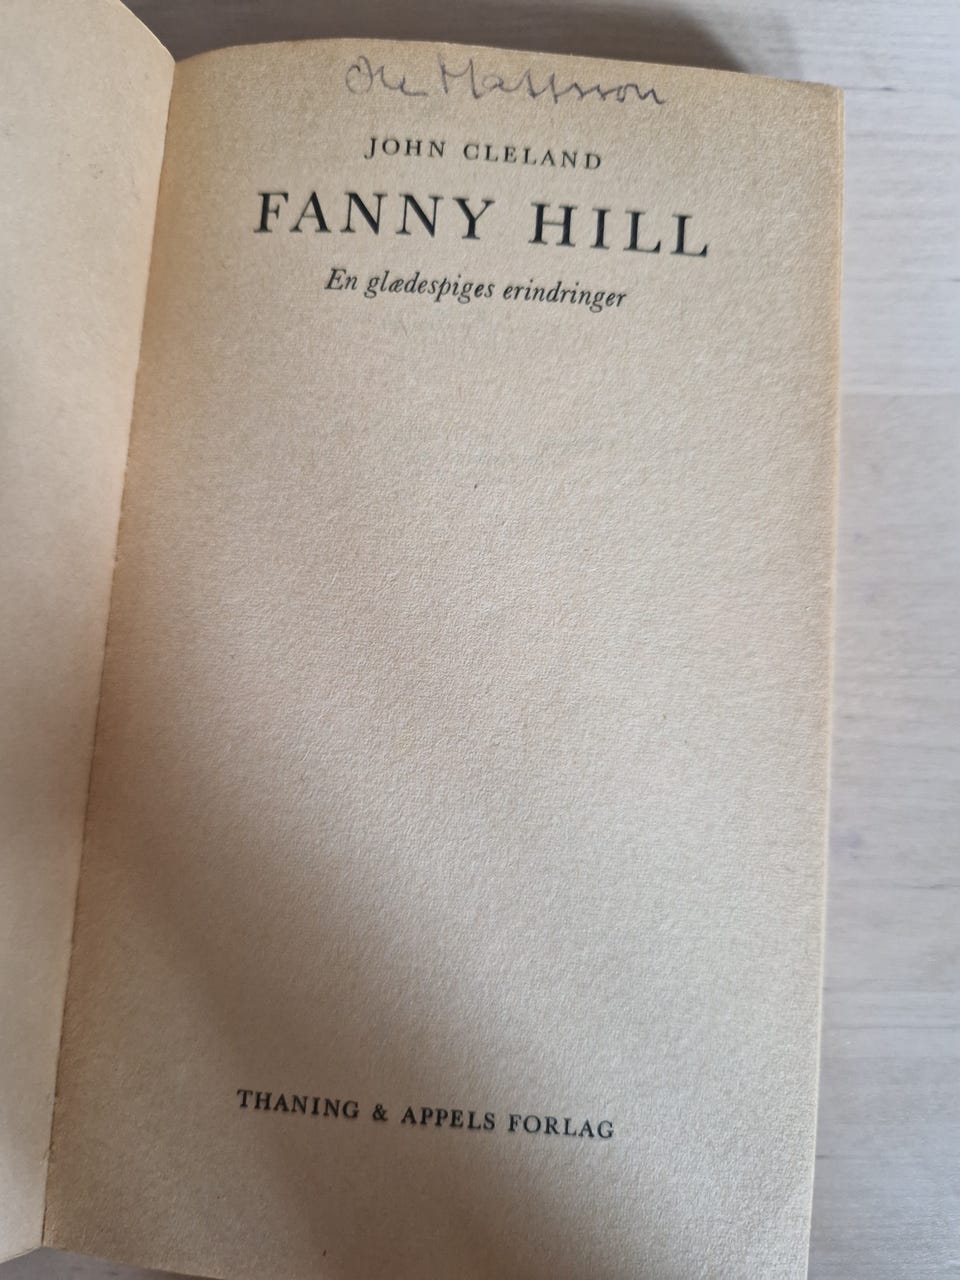 Ole Mattsson
JOHN CLELAND
FANNY HILL
En glædespiges erindringer
THANING & APPELS FORLAG